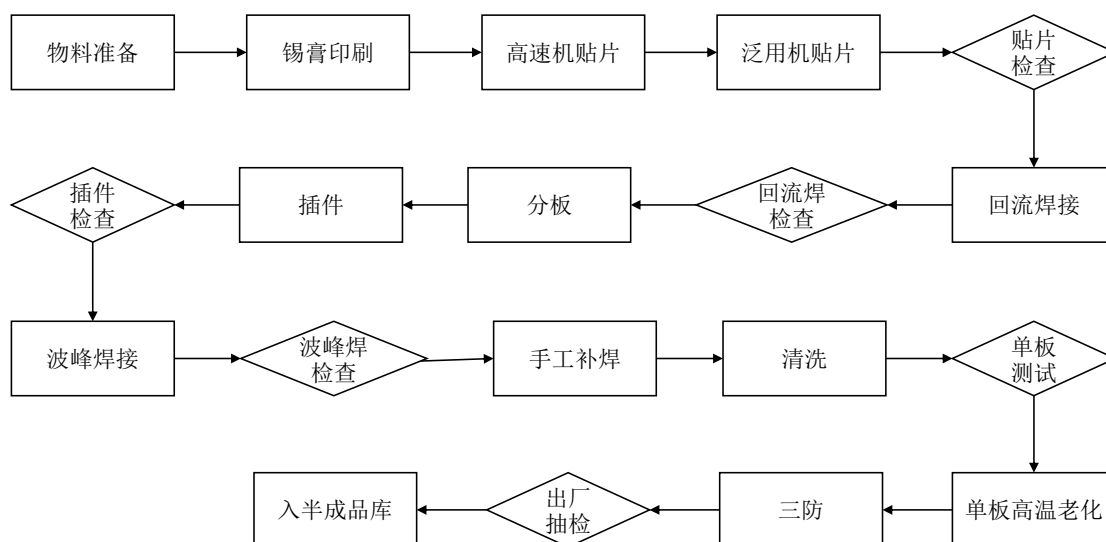 物料准备
锡膏印刷
高速机贴片
泛用机贴片
贴片
检查
回流焊接
回流焊
检查
分板
插件
插件
检查
波峰焊接
波峰焊
检查
手工补焊
清洗
单板
测试
单板高温老化
三防
出厂
抽检
入半成品库